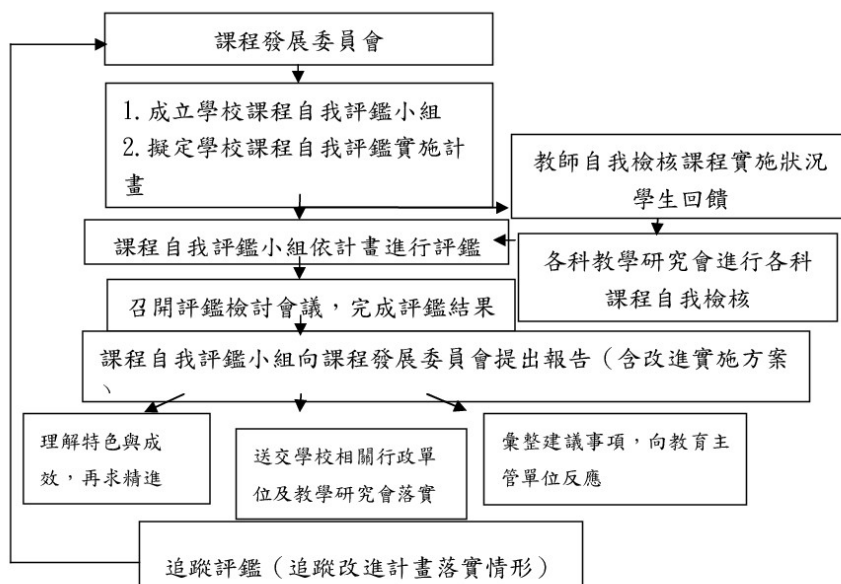 課程發展委員會
1.成立學校課程自我評鑑小組
2.擬定學校課程自我評鑑實施計
畫
教師自我檢核課程實施狀況
學生回饋
課程自我評鑑小組依計畫進行評鑑
各科教學研究會進行各科
課程自我檢核
召開評鑑檢討會議，完成評鑑結果
課程自我評鑑小組向課程發展委員會提出報告（含改進實施方案
）
理解特色與成
效，再求精進
送交學校相關行政單
位及教學研究會落實
彙整建議事項，向教育主
管單位反應
追蹤評鑑（追蹤改進計畫落實情形）